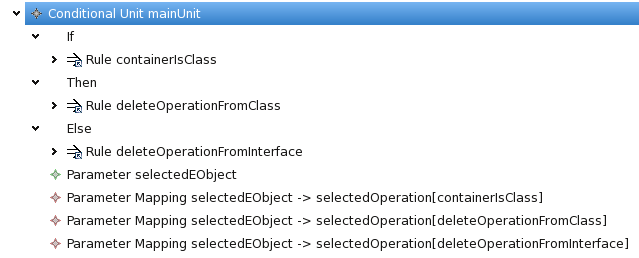 Conditional Unit mainUnit
If
Rule containerIsClass
Then
Rule deleteOperationFromClass
Else
Rule deleteOperationFromInterface
Parameter selectedEObject
Parameter Mapping selectedEObject -> selectedOperation[containerIsClass]
Parameter Mapping selectedEObject -> selectedOperation[deleteOperationFromClass]
Parameter Mapping selectedEObject -> selectedOperation[deleteOperationFromInterface]